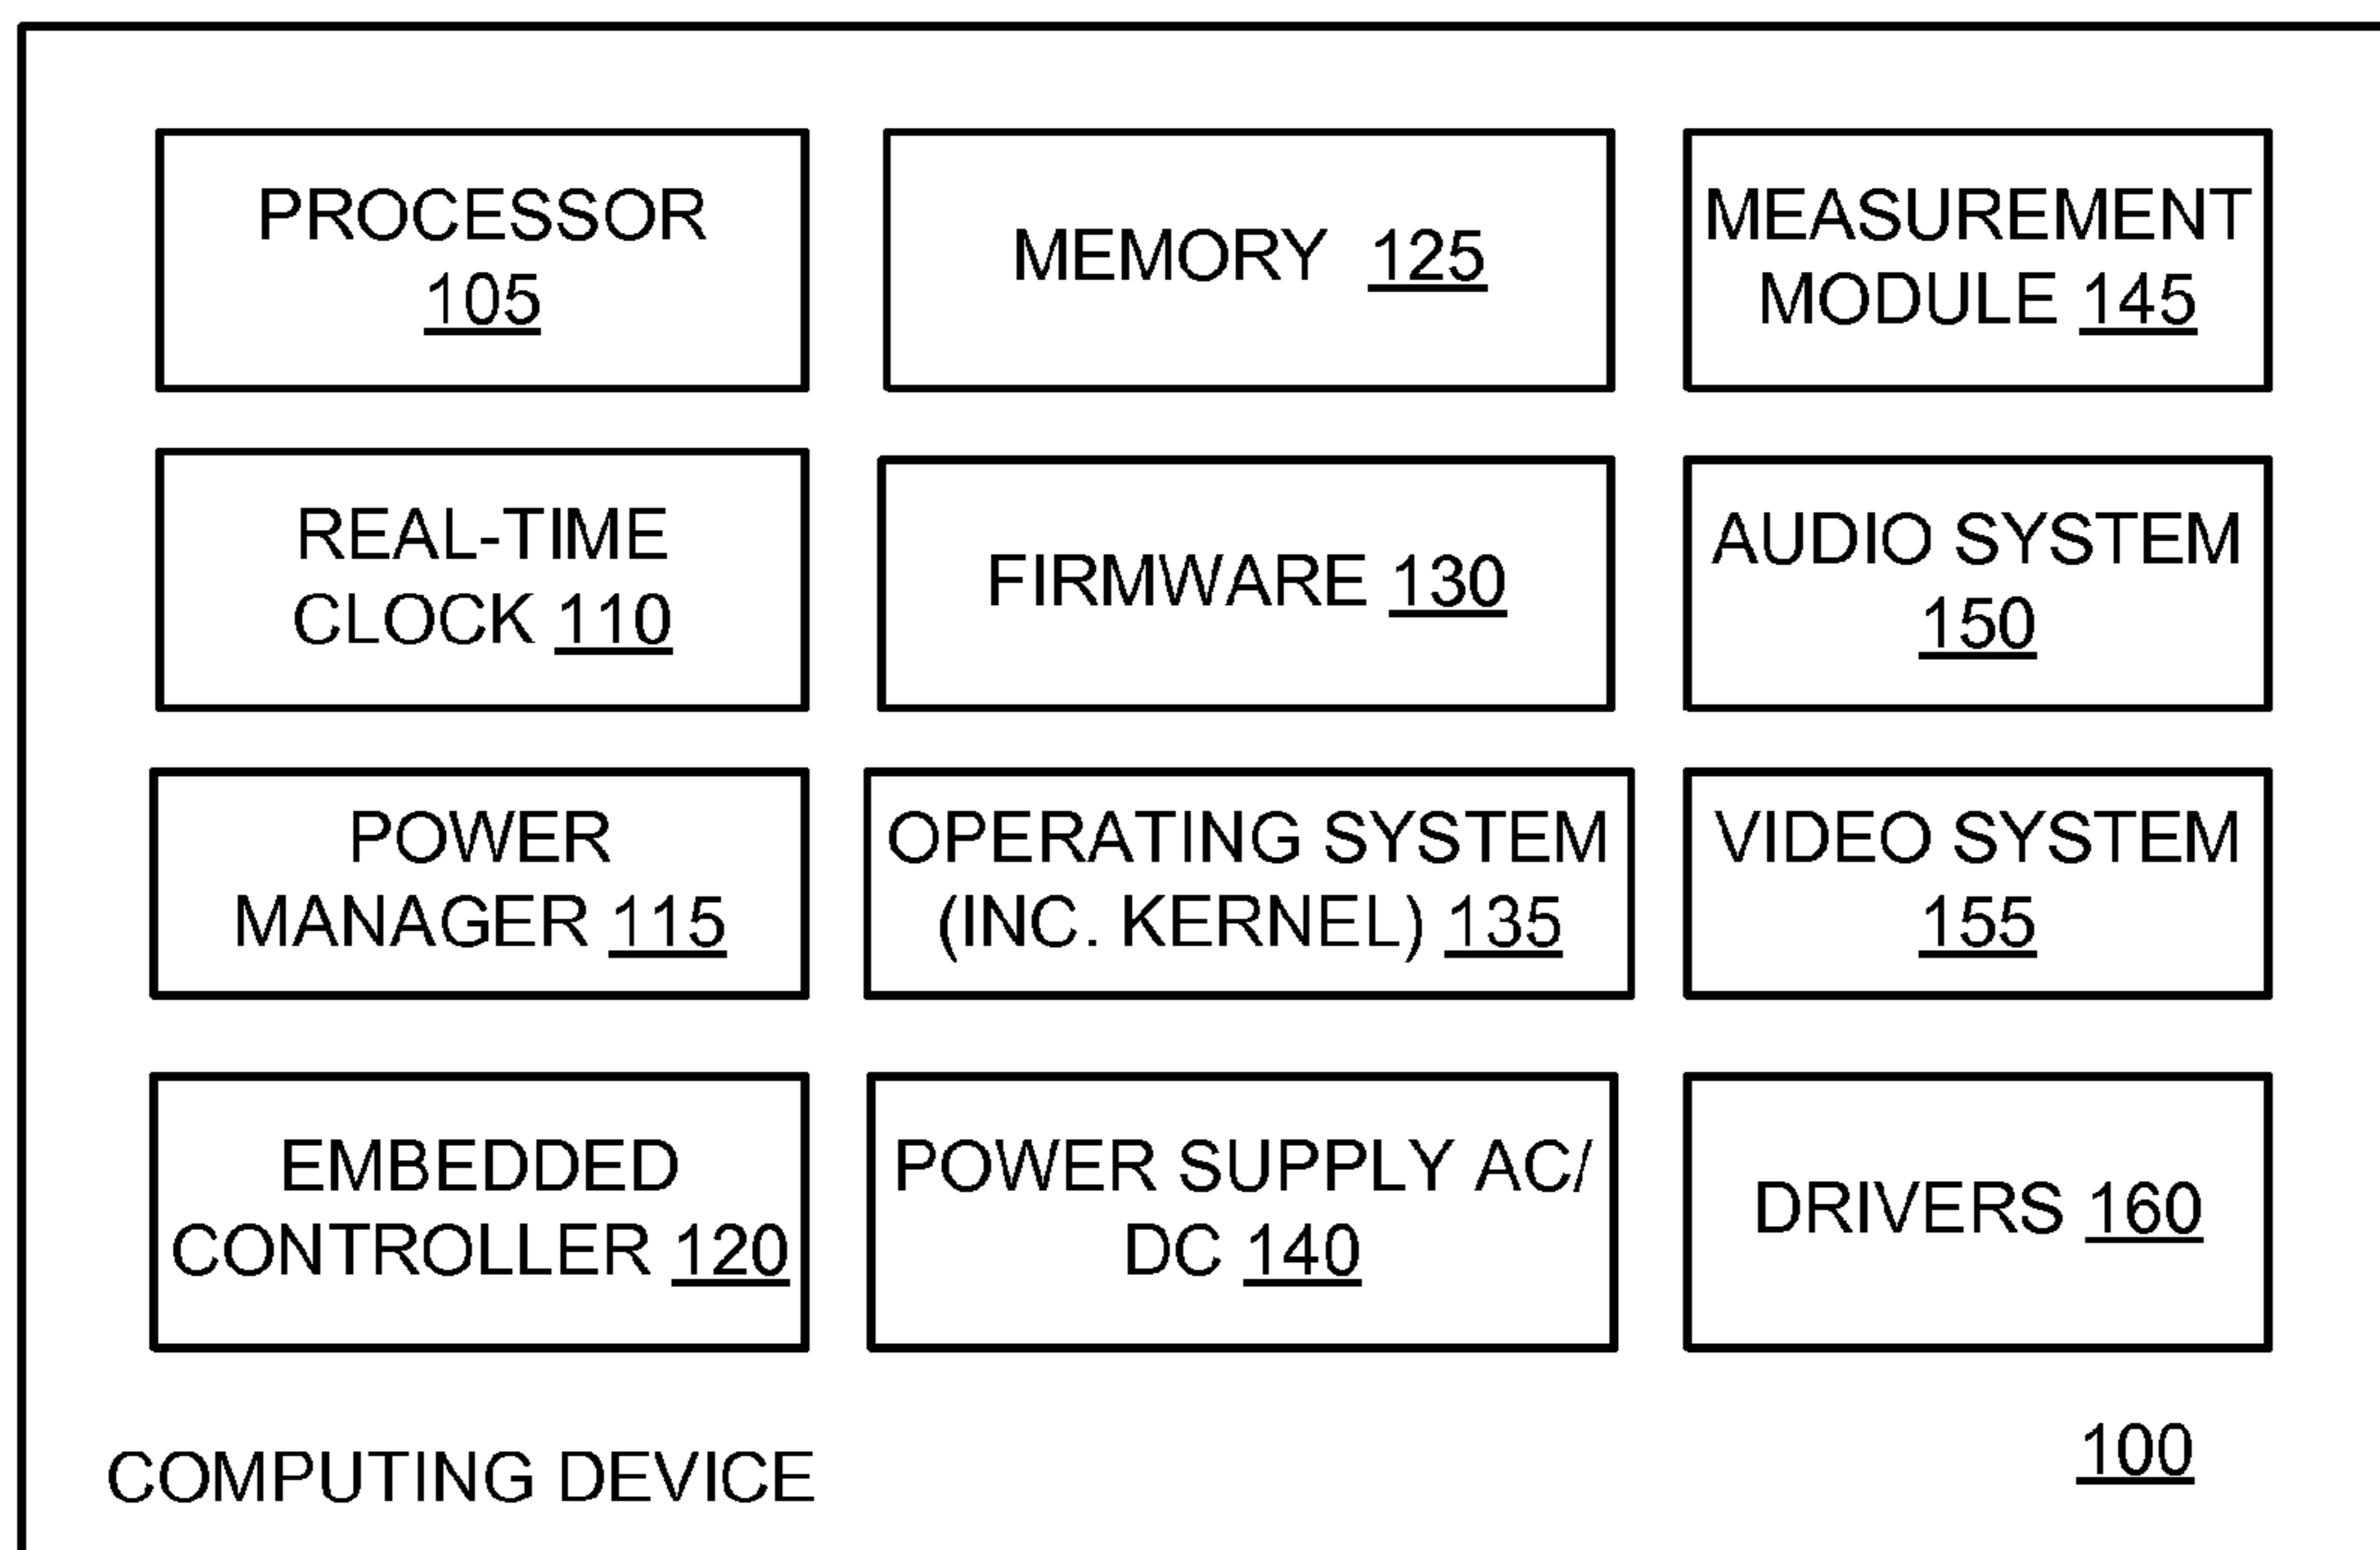 PROCESSOR
105
MEMORY 125
MEASUREMENT
MODULE 145
REAL-TIME
CLOCK 110
FIRMWARE 130
AUDIO SYSTEM
150
POWER
MANAGER 115
OPERATING SYSTEM
(INC. KERNEL) 135
VIDEO SYSTEM
155
EMBEDDED
CONTROLLER 120
POWER SUPPLY AC/
DC 140
DRIVERS 160
COMPUTING DEVICE
100